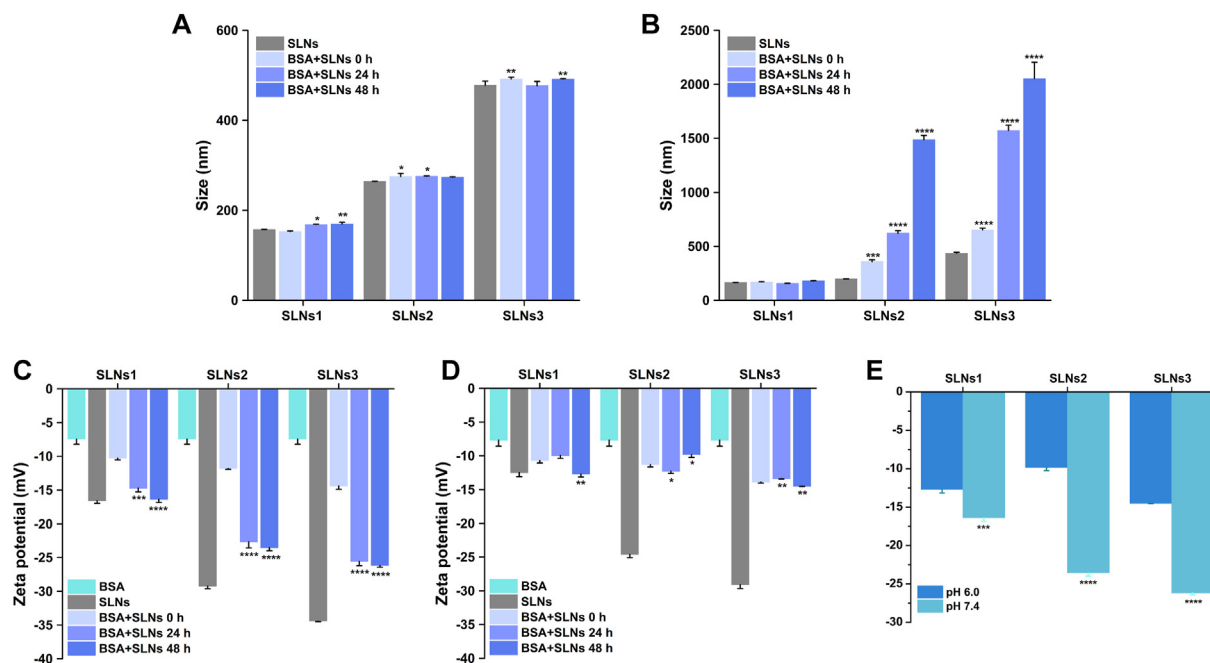 A
Size (nm)
600
400
200
0
SLNs
BSA+SLNs 0 h
BSA+SLNs 24 h
BSA+SLNs 48 h
* **
* *
** **
SLNs1 SLNs2 SLNs3
B
Size (nm)
2500
2000
1500
1000
500
0
SLNs
BSA+SLNs 0 h
BSA+SLNs 24 h
BSA+SLNs 48 h
*** **** ****
**** **** ****
SLNs1 SLNs2 SLNs3
C
SLNs1 SLNs2 SLNs3
Zeta potential (mV)
0
-5
-10
-15
-20
-25
-30
-35
-40
*** ****
**** ****
**** ****
BSA
SLNs
BSA+SLNs 0 h
BSA+SLNs 24 h
BSA+SLNs 48 h
D
SLNs1 SLNs2 SLNs3
Zeta potential (mV)
0
-5
-10
-15
-20
-25
-30
-35
-40
**
* *
** **
BSA
SLNs
BSA+SLNs 0 h
BSA+SLNs 24 h
BSA+SLNs 48 h
E
SLNs1 SLNs2 SLNs3
Zeta potential (mV)
0
-5
-10
-15
-20
-25
-30
***
****
****
pH 6.0
pH 7.4